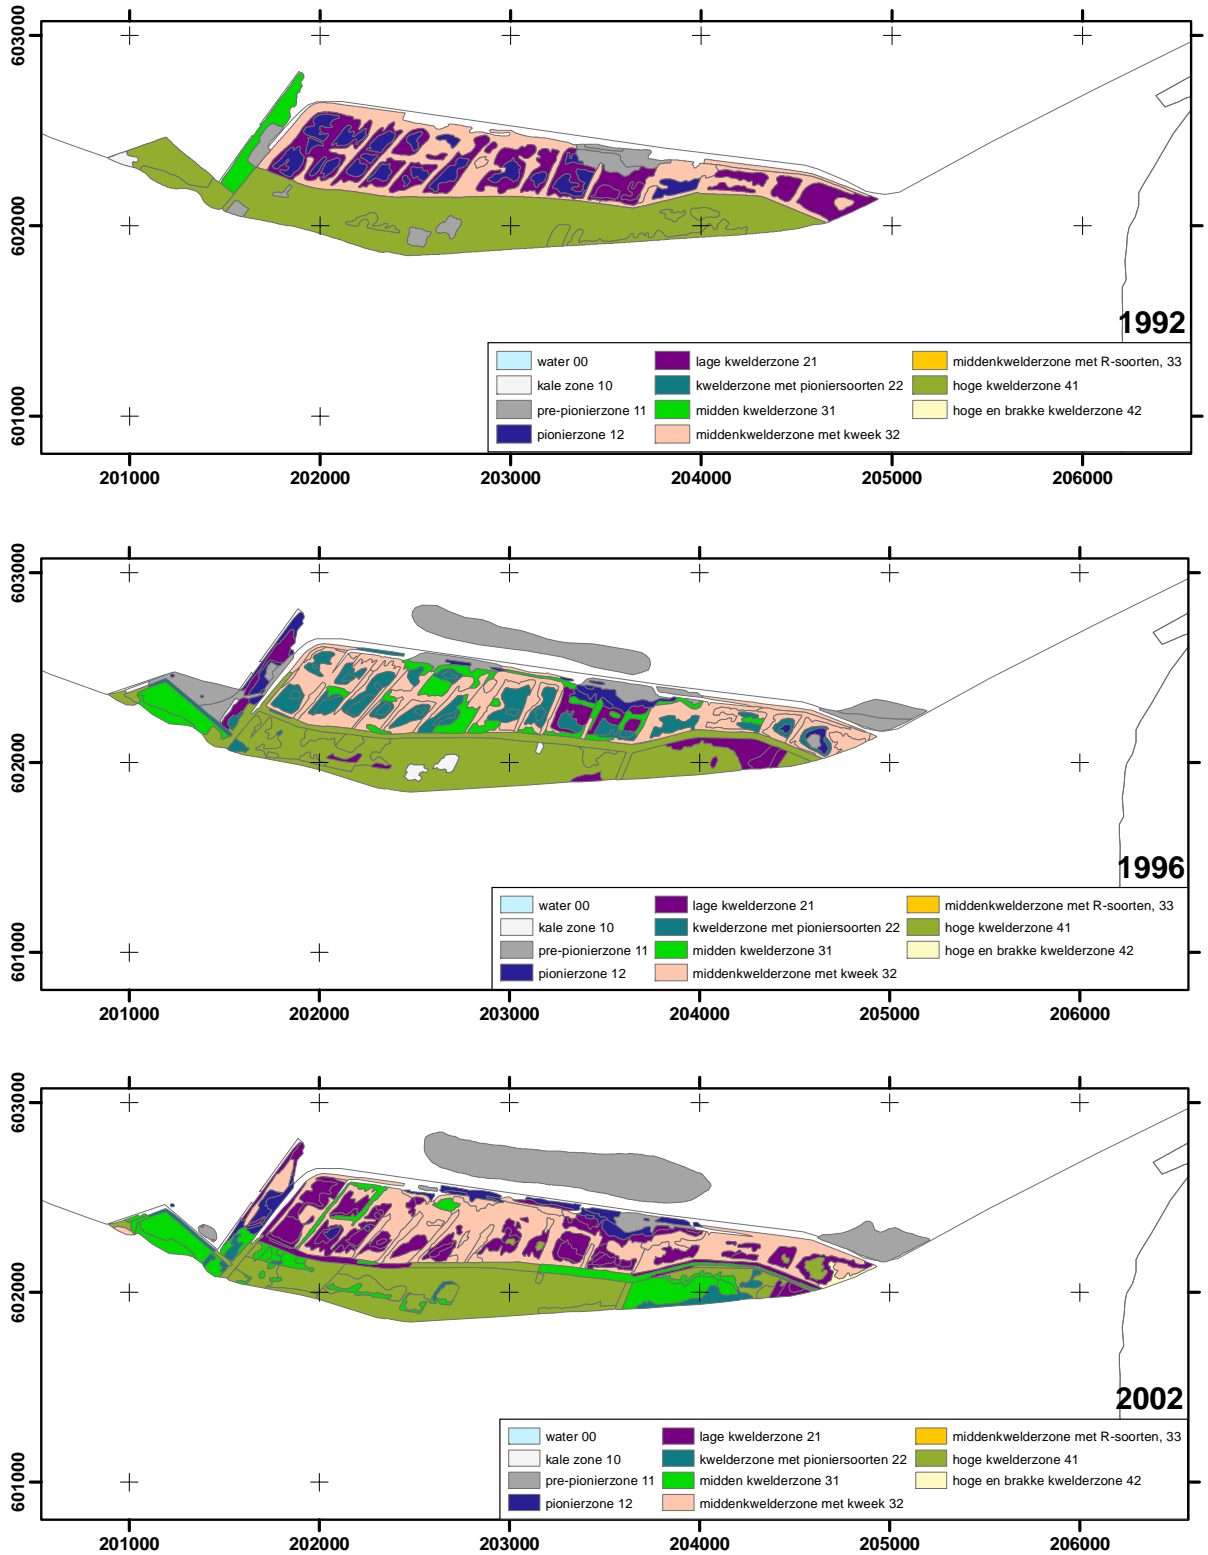 603000
602000
601000
1992
water 00
lage kwelderzone 21
middenkwelderzone met R-soorten, 33
kale zone 10
kwelderzone met pioniersoorten 22
hoge kwelderzone 41
pre-pionierzone 11
midden kwelderzone 31
hoge en brakke kwelderzone 42
pionierzone 12
middenkwelderzone met kweek 32
201000 202000 203000 204000 205000 206000
603000
602000
601000
1996
water 00
lage kwelderzone 21
middenkwelderzone met R-soorten, 33
kale zone 10
kwelderzone met pioniersoorten 22
hoge kwelderzone 41
pre-pionierzone 11
midden kwelderzone 31
hoge en brakke kwelderzone 42
pionierzone 12
middenkwelderzone met kweek 32
201000 202000 203000 204000 205000 206000
603000
602000
601000
2002
water 00
lage kwelderzone 21
middenkwelderzone met R-soorten, 33
kale zone 10
kwelderzone met pioniersoorten 22
hoge kwelderzone 41
pre-pionierzone 11
midden kwelderzone 31
hoge en brakke kwelderzone 42
pionierzone 12
middenkwelderzone met kweek 32
201000 202000 203000 204000 205000 206000